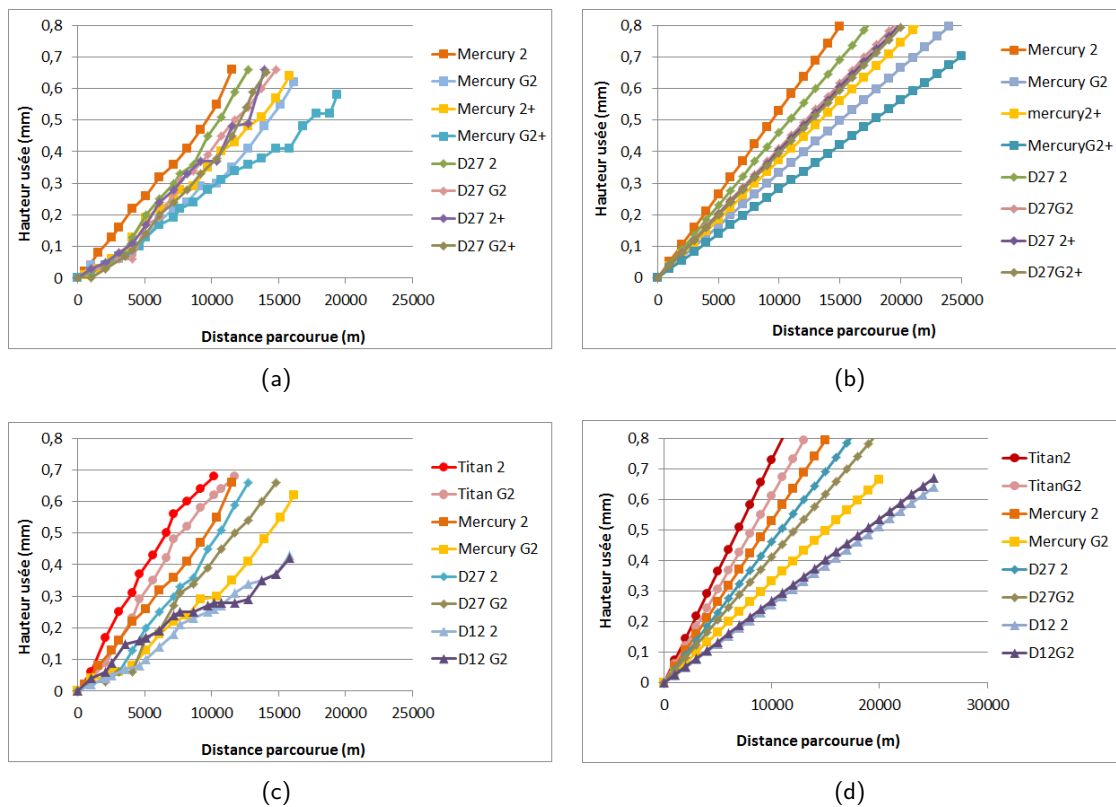 0,8
0,7
0,6
0,5
0,4
0,3
0,2
0,1
0
Hauteur usée (mm)
0 5000 10000 15000 20000 25000
Distance parcourue (m)
Mercury 2
Mercury G2
Mercury 2+
Mercury G2+
D27 2
D27 G2
D27 2+
D27 G2+
(a)
0,8
0,7
0,6
0,5
0,4
0,3
0,2
0,1
0
Hauteur usée (mm)
0 5000 10000 15000 20000 25000
Distance parcourue (m)
Mercury 2
Mercury G2
mercury2+
MercuryG2+
D27 2
D27G2
D27 2+
D27G2+
(b)
0,8
0,7
0,6
0,5
0,4
0,3
0,2
0,1
0
Hauteur usée (mm)
0 5000 10000 15000 20000 25000
Distance parcourue (m)
Titan 2
Titan G2
Mercury 2
Mercury G2
D27 2
D27 G2
D12 2
D12 G2
(c)
0,8
0,7
0,6
0,5
0,4
0,3
0,2
0,1
0
Hauteur usée (mm)
0 10000 20000 30000
Distance parcourue (m)
Titan2
TitanG2
Mercury 2
Mercury G2
D27 2
D27G2
D12 2
D12G2
(d)